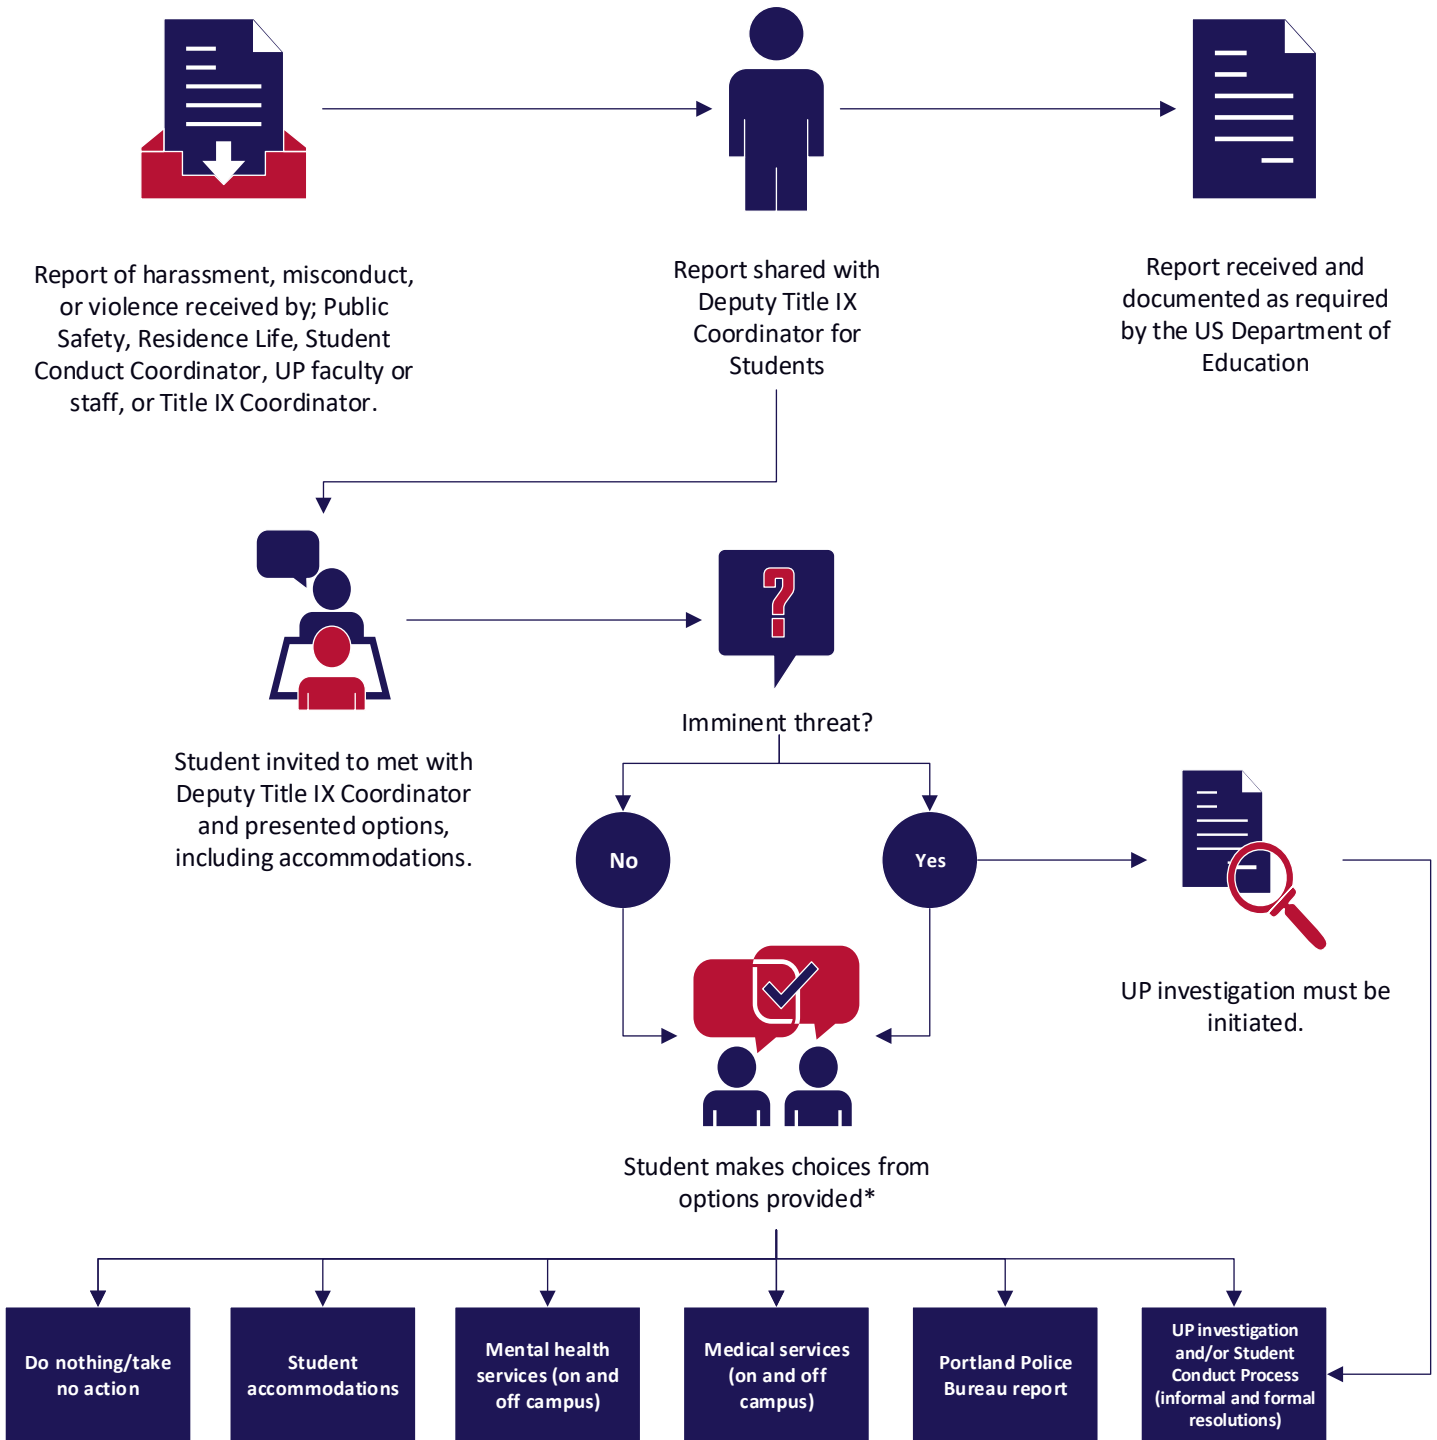 Report of harassment, misconduct,
or violence received by; Public
Safety, Residence Life, Student
Conduct Coordinator, UP faculty or
staff, or Title IX Coordinator.
Report shared with
Deputy Title IX
Coordinator for
Students
Report received and
documented as required
by the US Department of
Education
Student invited to met with
Deputy Title IX Coordinator
and presented options,
including accommodations.
?
Imminent threat?
No
Yes
UP investigation must be
initiated.
Student makes choices from
options provided*
Do nothing/take
no action
Student
accommodations
Mental health
services (on and
off campus)
Medical services
(on and off
campus)
Portland Police
Bureau report
UP investigation
and/or Student
Conduct Process
(informal and formal
resolutions)